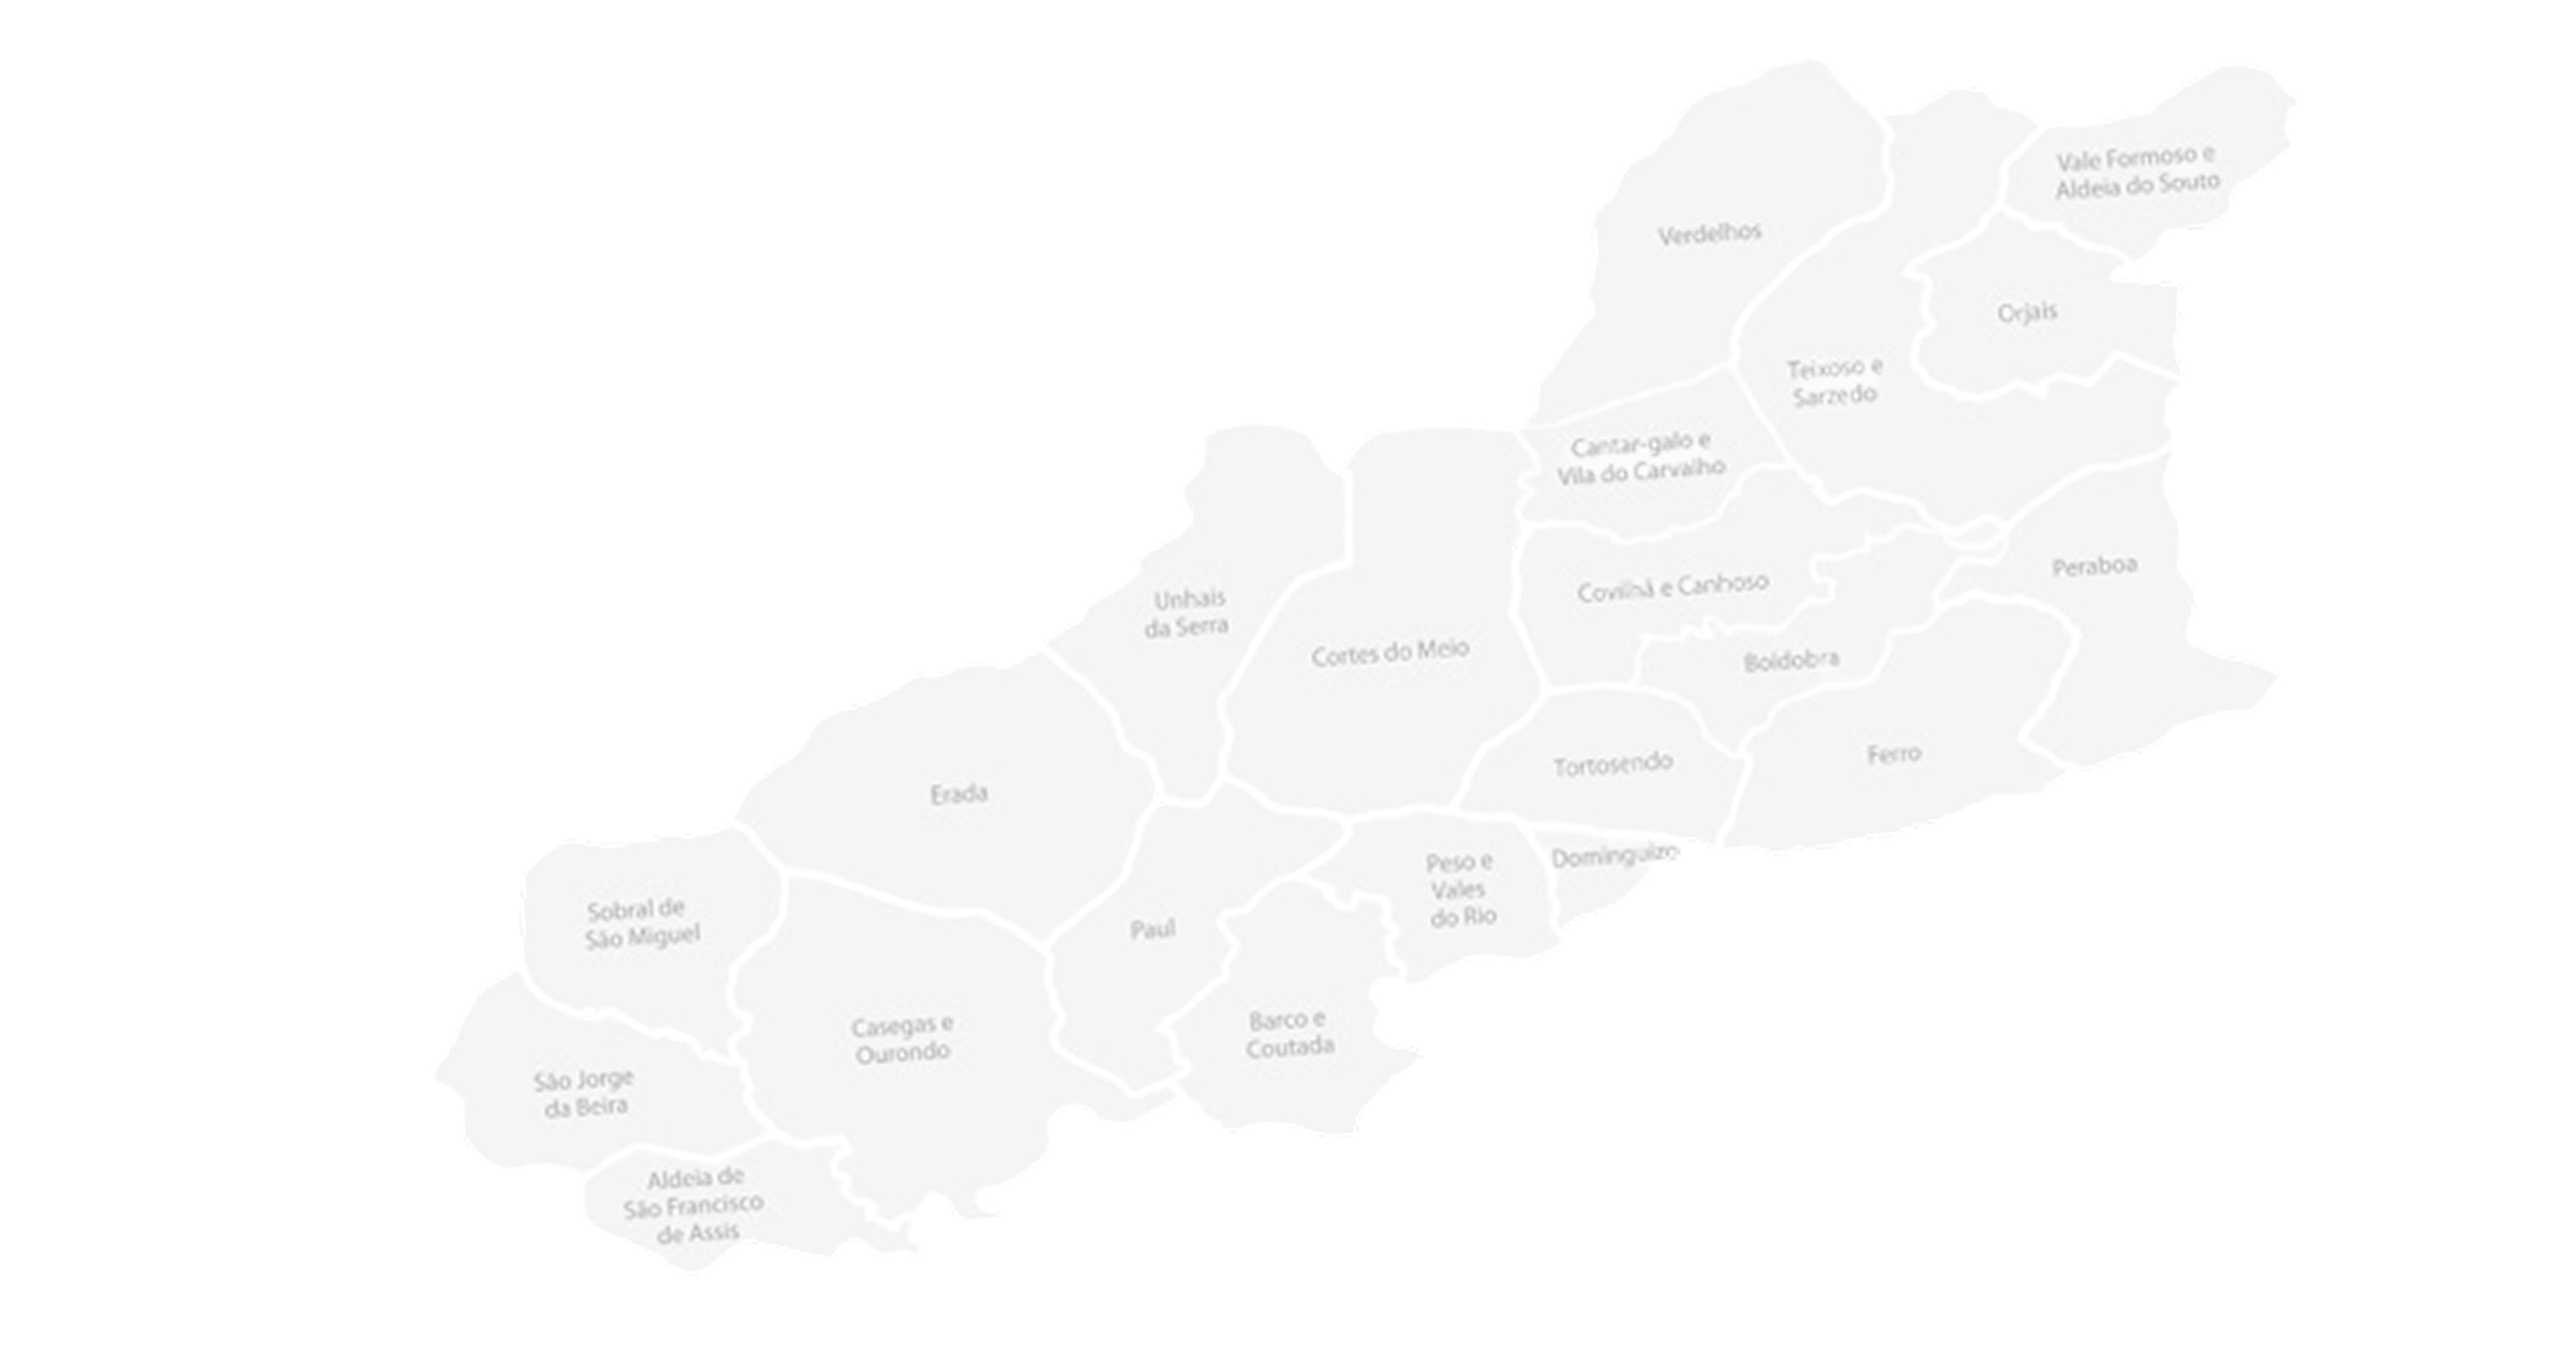 Vale Formoso e
Aldeia do Souto
Verdelhos
Orjais
Teixoso e
Sarzedo
Cantar-galo e
Vila do Carvalho
Peraboa
Covilhã e Canhoso
Unhais
da Serra
Cortes do Meio
Boidobra
Ferro
Tortosendo
Erada
Dominguizo
Peso e
Vales
do Rio
Sobral de
São Miguel
Paul
Casegas e
Ourondo
Barco e
Coutada
São Jorge
da Beira
Aldeia de
São Francisco
de Assis